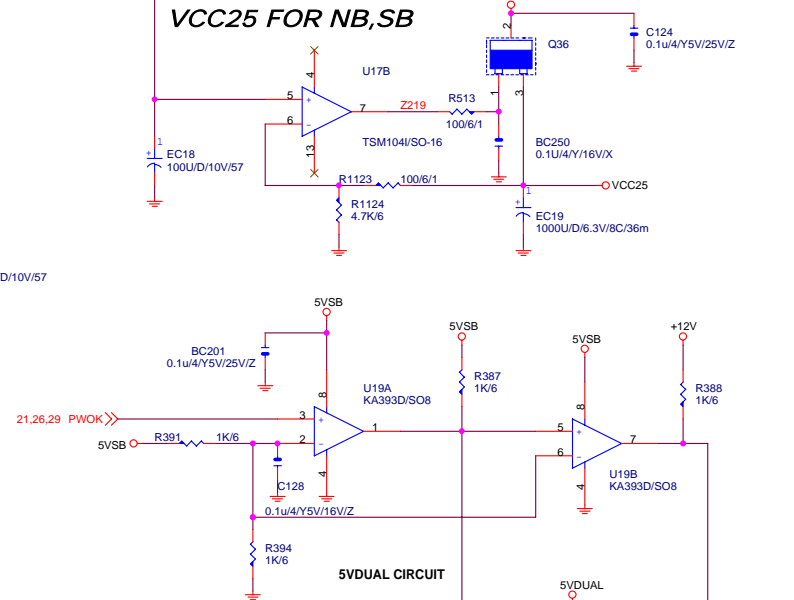 VCC25 FOR NB,SB
2
Q36
C124
0.1u/4/Y5V/25V/Z
4
U17B
5
+
6
−
7
Z219
R513
100/6/1
1
3
13
TSM104I/SO-16
BC250
0.1U/4/Y/16V/X
1
+
EC18
100U/D/10V/57
R1123
100/6/1
VCC25
R1124
4.7K/6
1
+
EC19
1000U/D/6.3V/8C/36m
D/10V/57
5VSB
5VSB
5VSB
+12V
BC201
0.1u/4/Y5V/25V/Z
8
U19A
KA393D/SO8
R387
1K/6
8
R388
1K/6
21,26,29 PWOK
3
+
1
5
+
7
5VSB
R391
1K/6
2
−
6
−
4
C128
0.1u/4/Y5V/16V/Z
4
U19B
KA393D/SO8
R394
1K/6
5VDUAL CIRCUIT
5VDUAL